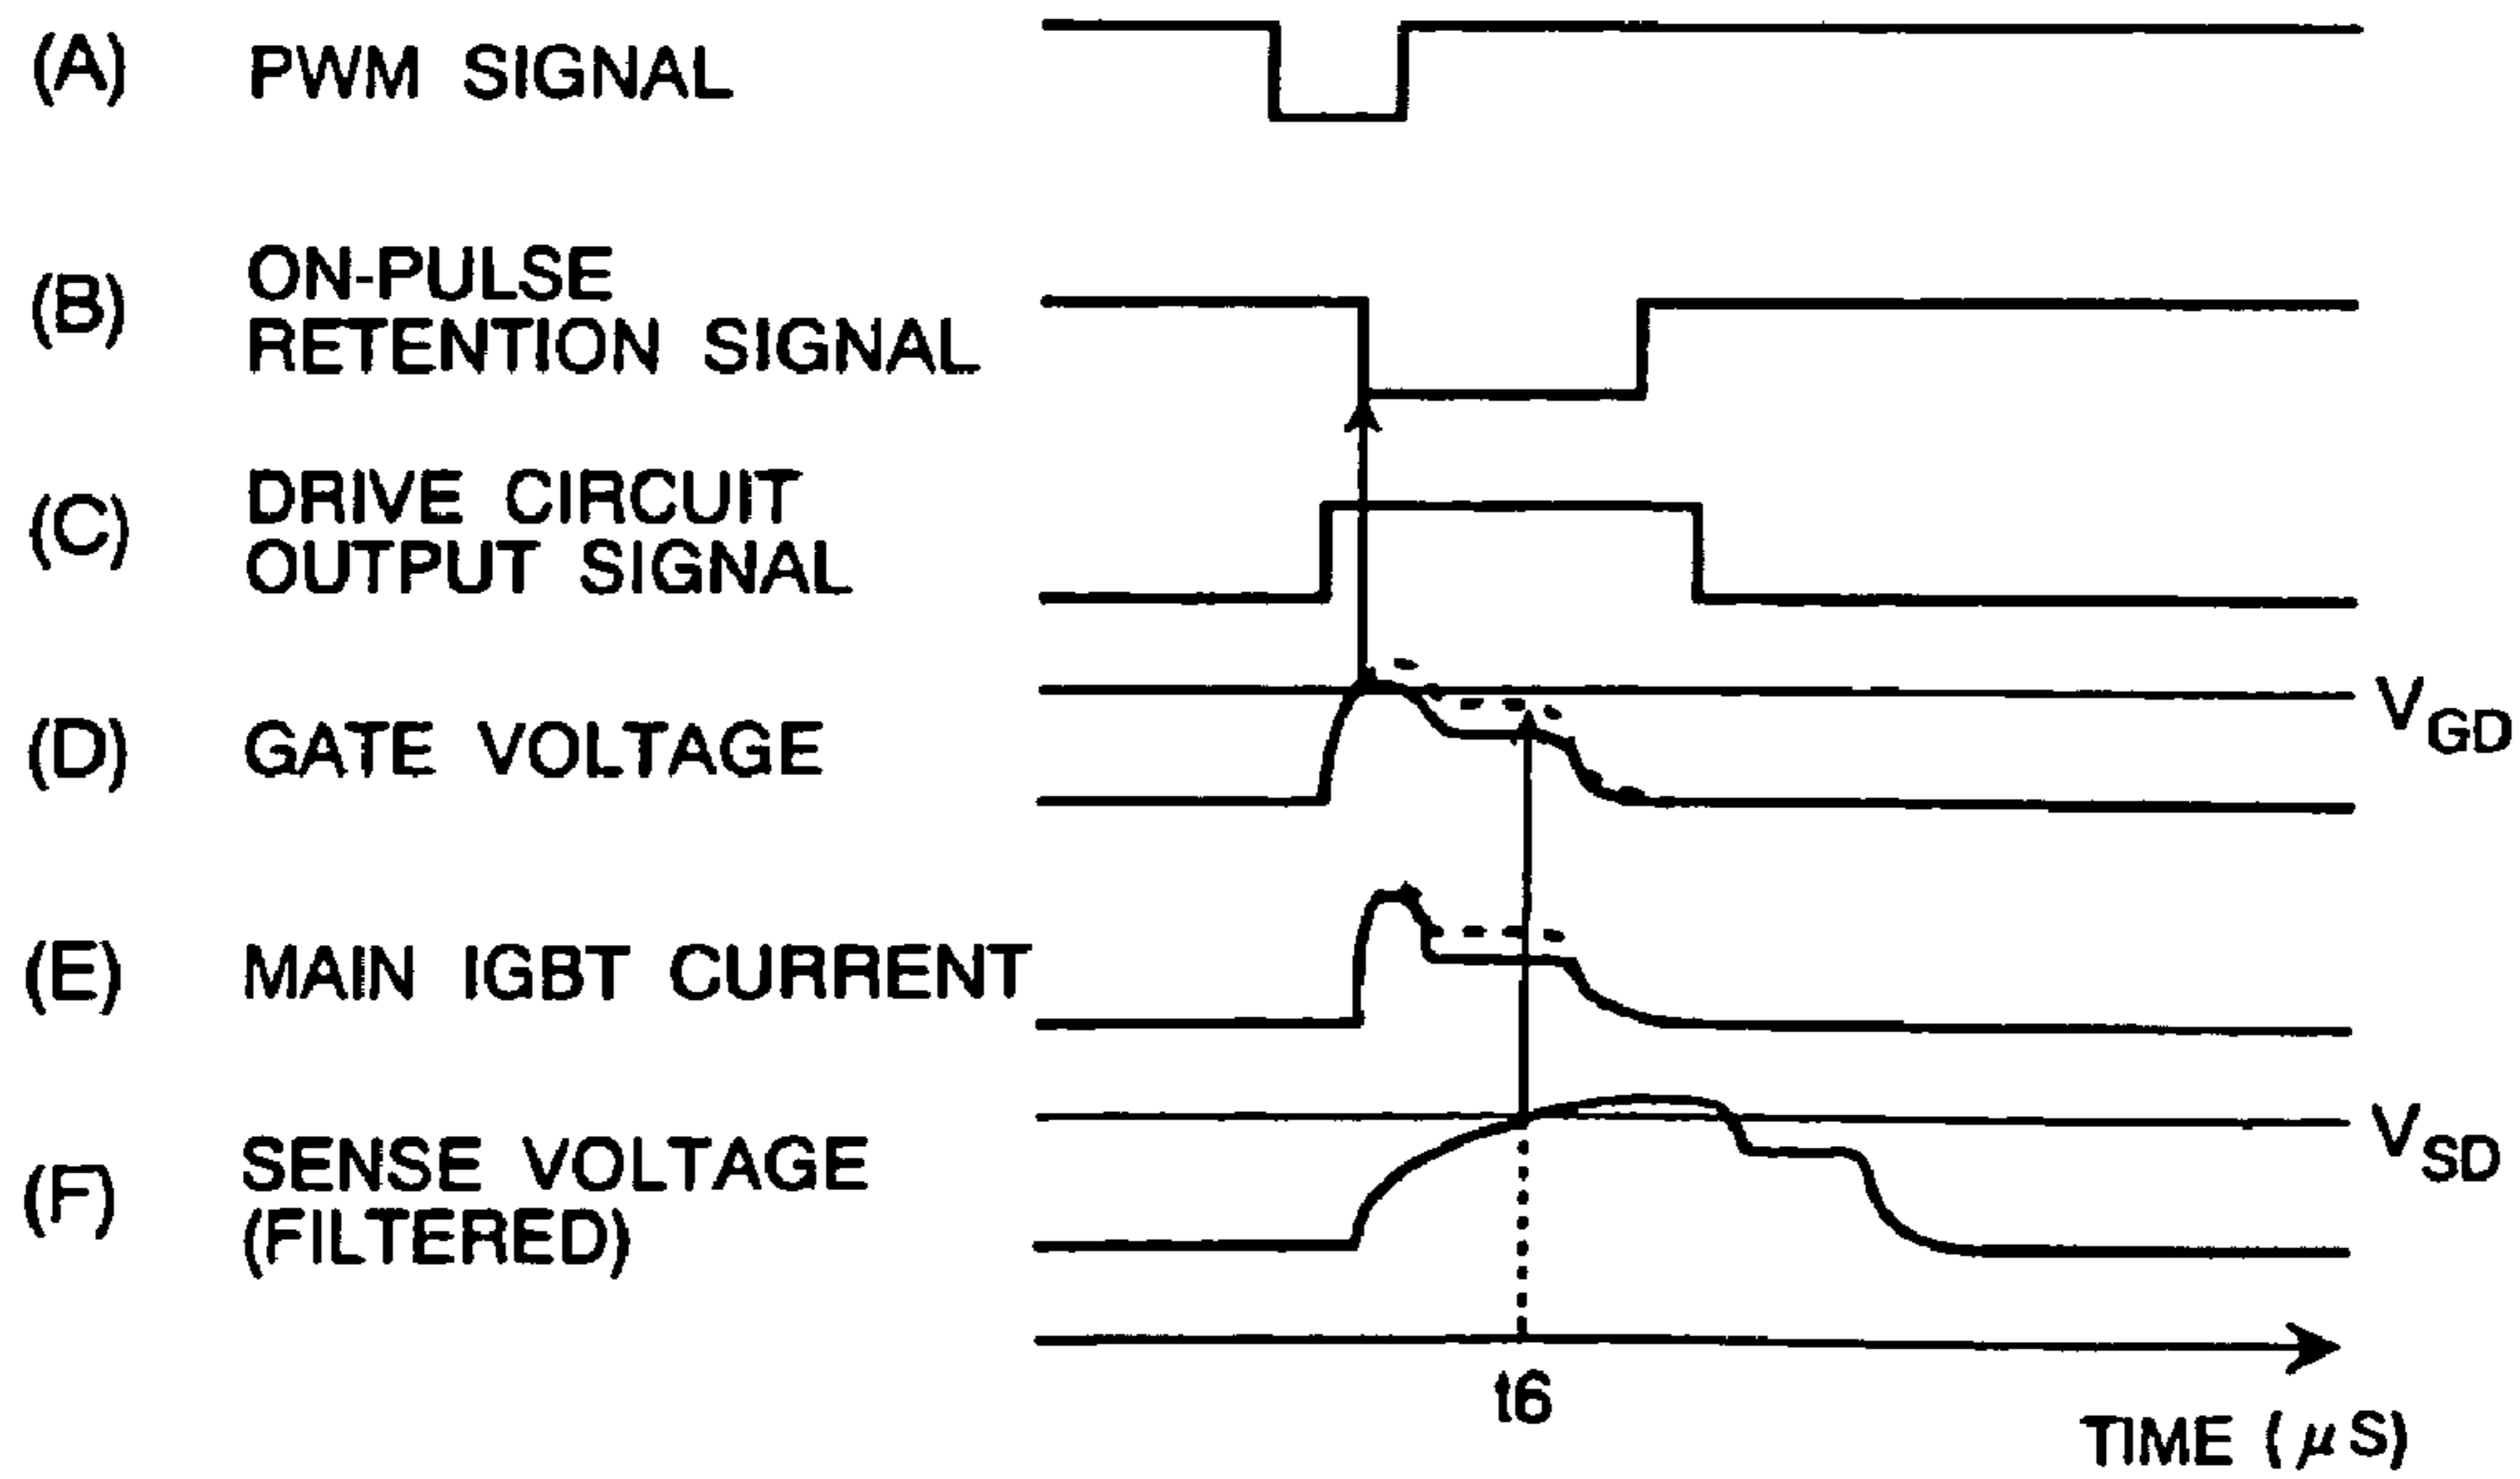 (A) PWM SIGNAL
(B) ON-PULSE
RETENTION SIGNAL
(C) DRIVE CIRCUIT
OUTPUT SIGNAL
(D) GATE VOLTAGE
VGD
(E) MAIN IGBT CURRENT
(F) SENSE VOLTAGE
(FILTERED)
VSD
t6
TIME (μS)